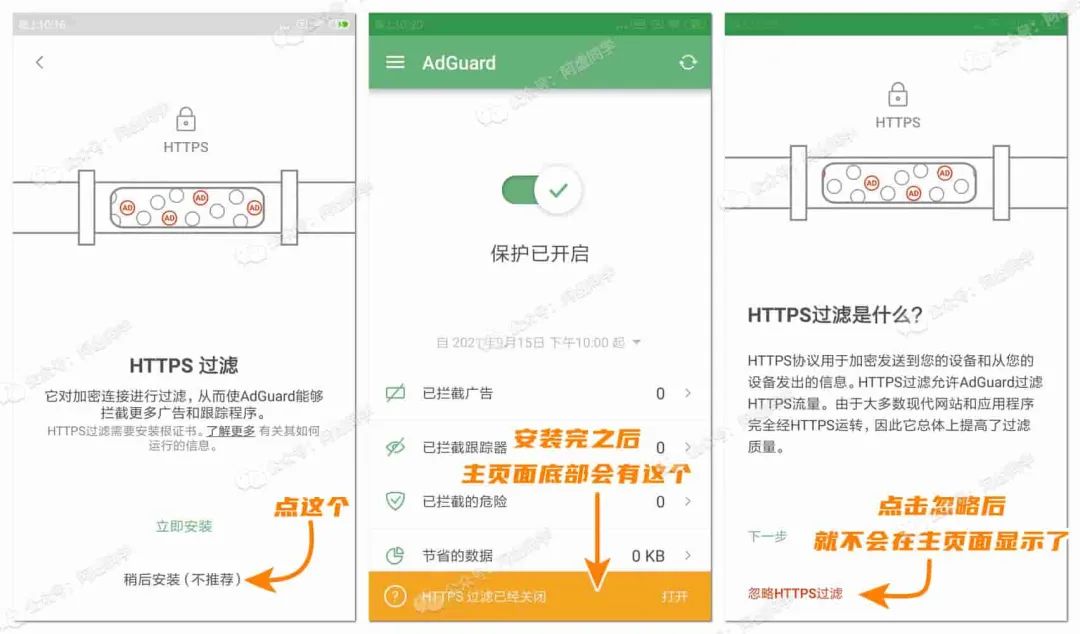 晚上10:16
HTTPS
AD
AD
AD
AD
HTTPS 过滤
它对加密连接进行过滤，从而使AdGuard能够
拦截更多广告和跟踪程序。
HTTPS过滤需要安装根证书。了解更多 有关其如何
运行的信息。
点这个
立即安装
稍后安装（不推荐）
晚上10:20
AdGuard
保护已开启
自 2021年9月15日 下午10:00 起
已拦截广告 0
已拦截跟踪器 0
安装完之后
主页面底部会有这个
已拦截的危险 0
节省的数据 0 KB
HTTPS 过滤已经关闭 打开
HTTPS
AD
AD
AD
HTTPS过滤是什么？
HTTPS协议用于加密发送到您的设备和从您的
设备发出的信息。HTTPS过滤允许AdGuard过滤
HTTPS流量。由于大多数现代网站和应用程序
完全经HTTPS运转，因此它总体上提高了过滤
质量。
点击忽略后
就不会在主页面显示了
下一步
忽略HTTPS过滤
公众号：阿虚同学